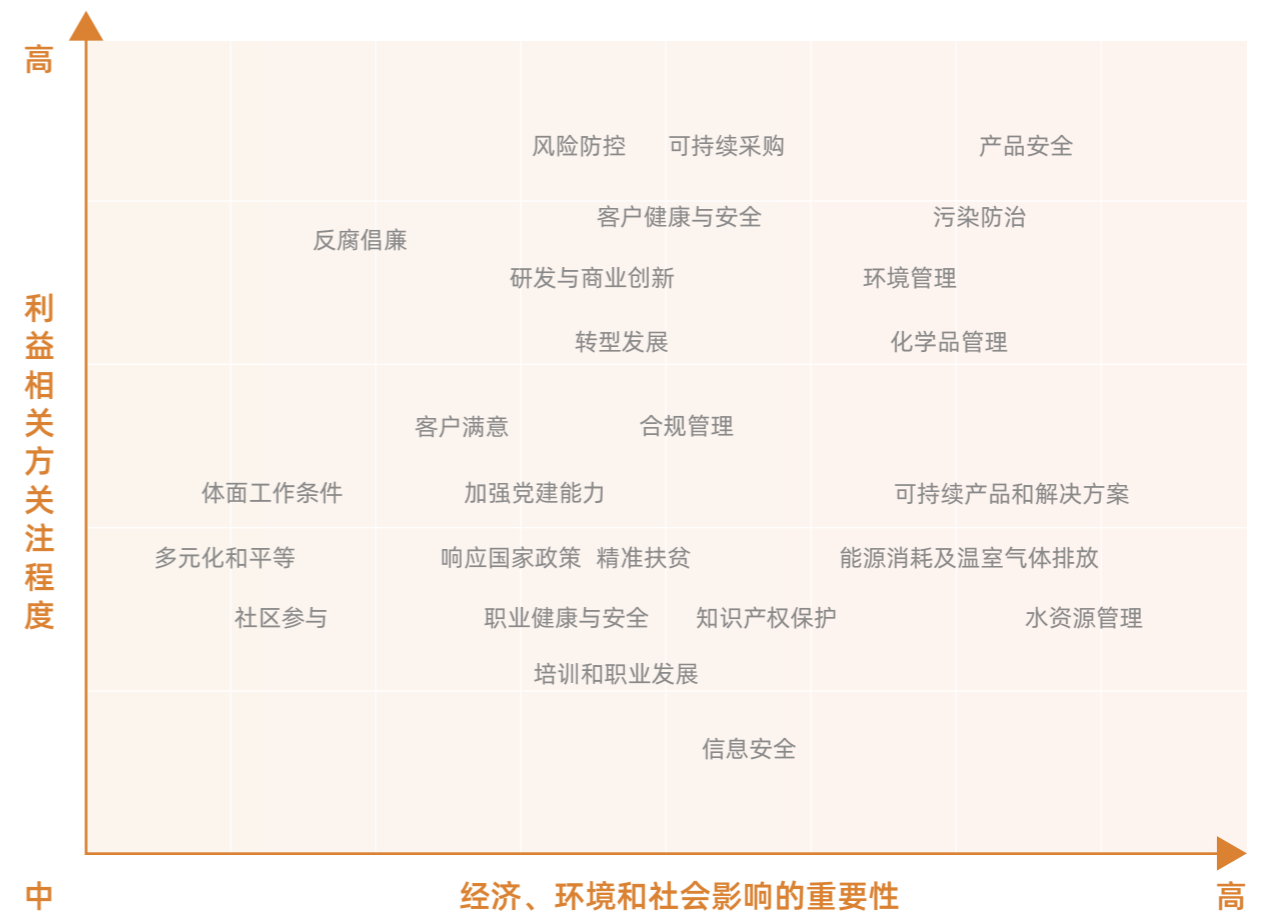 高
利益相关方关注程度
风险防控 可持续采购 产品安全
客户健康与安全 污染防治
反腐倡廉
研发与商业创新 环境管理
转型发展 化学品管理
客户满意 合规管理
体面工作条件 加强党建能力 可持续产品和解决方案
多元化和平等 响应国家政策 精准扶贫 能源消耗及温室气体排放
社区参与 职业健康与安全 知识产权保护 水资源管理
培训和职业发展
信息安全
中 经济、环境和社会影响的重要性 高